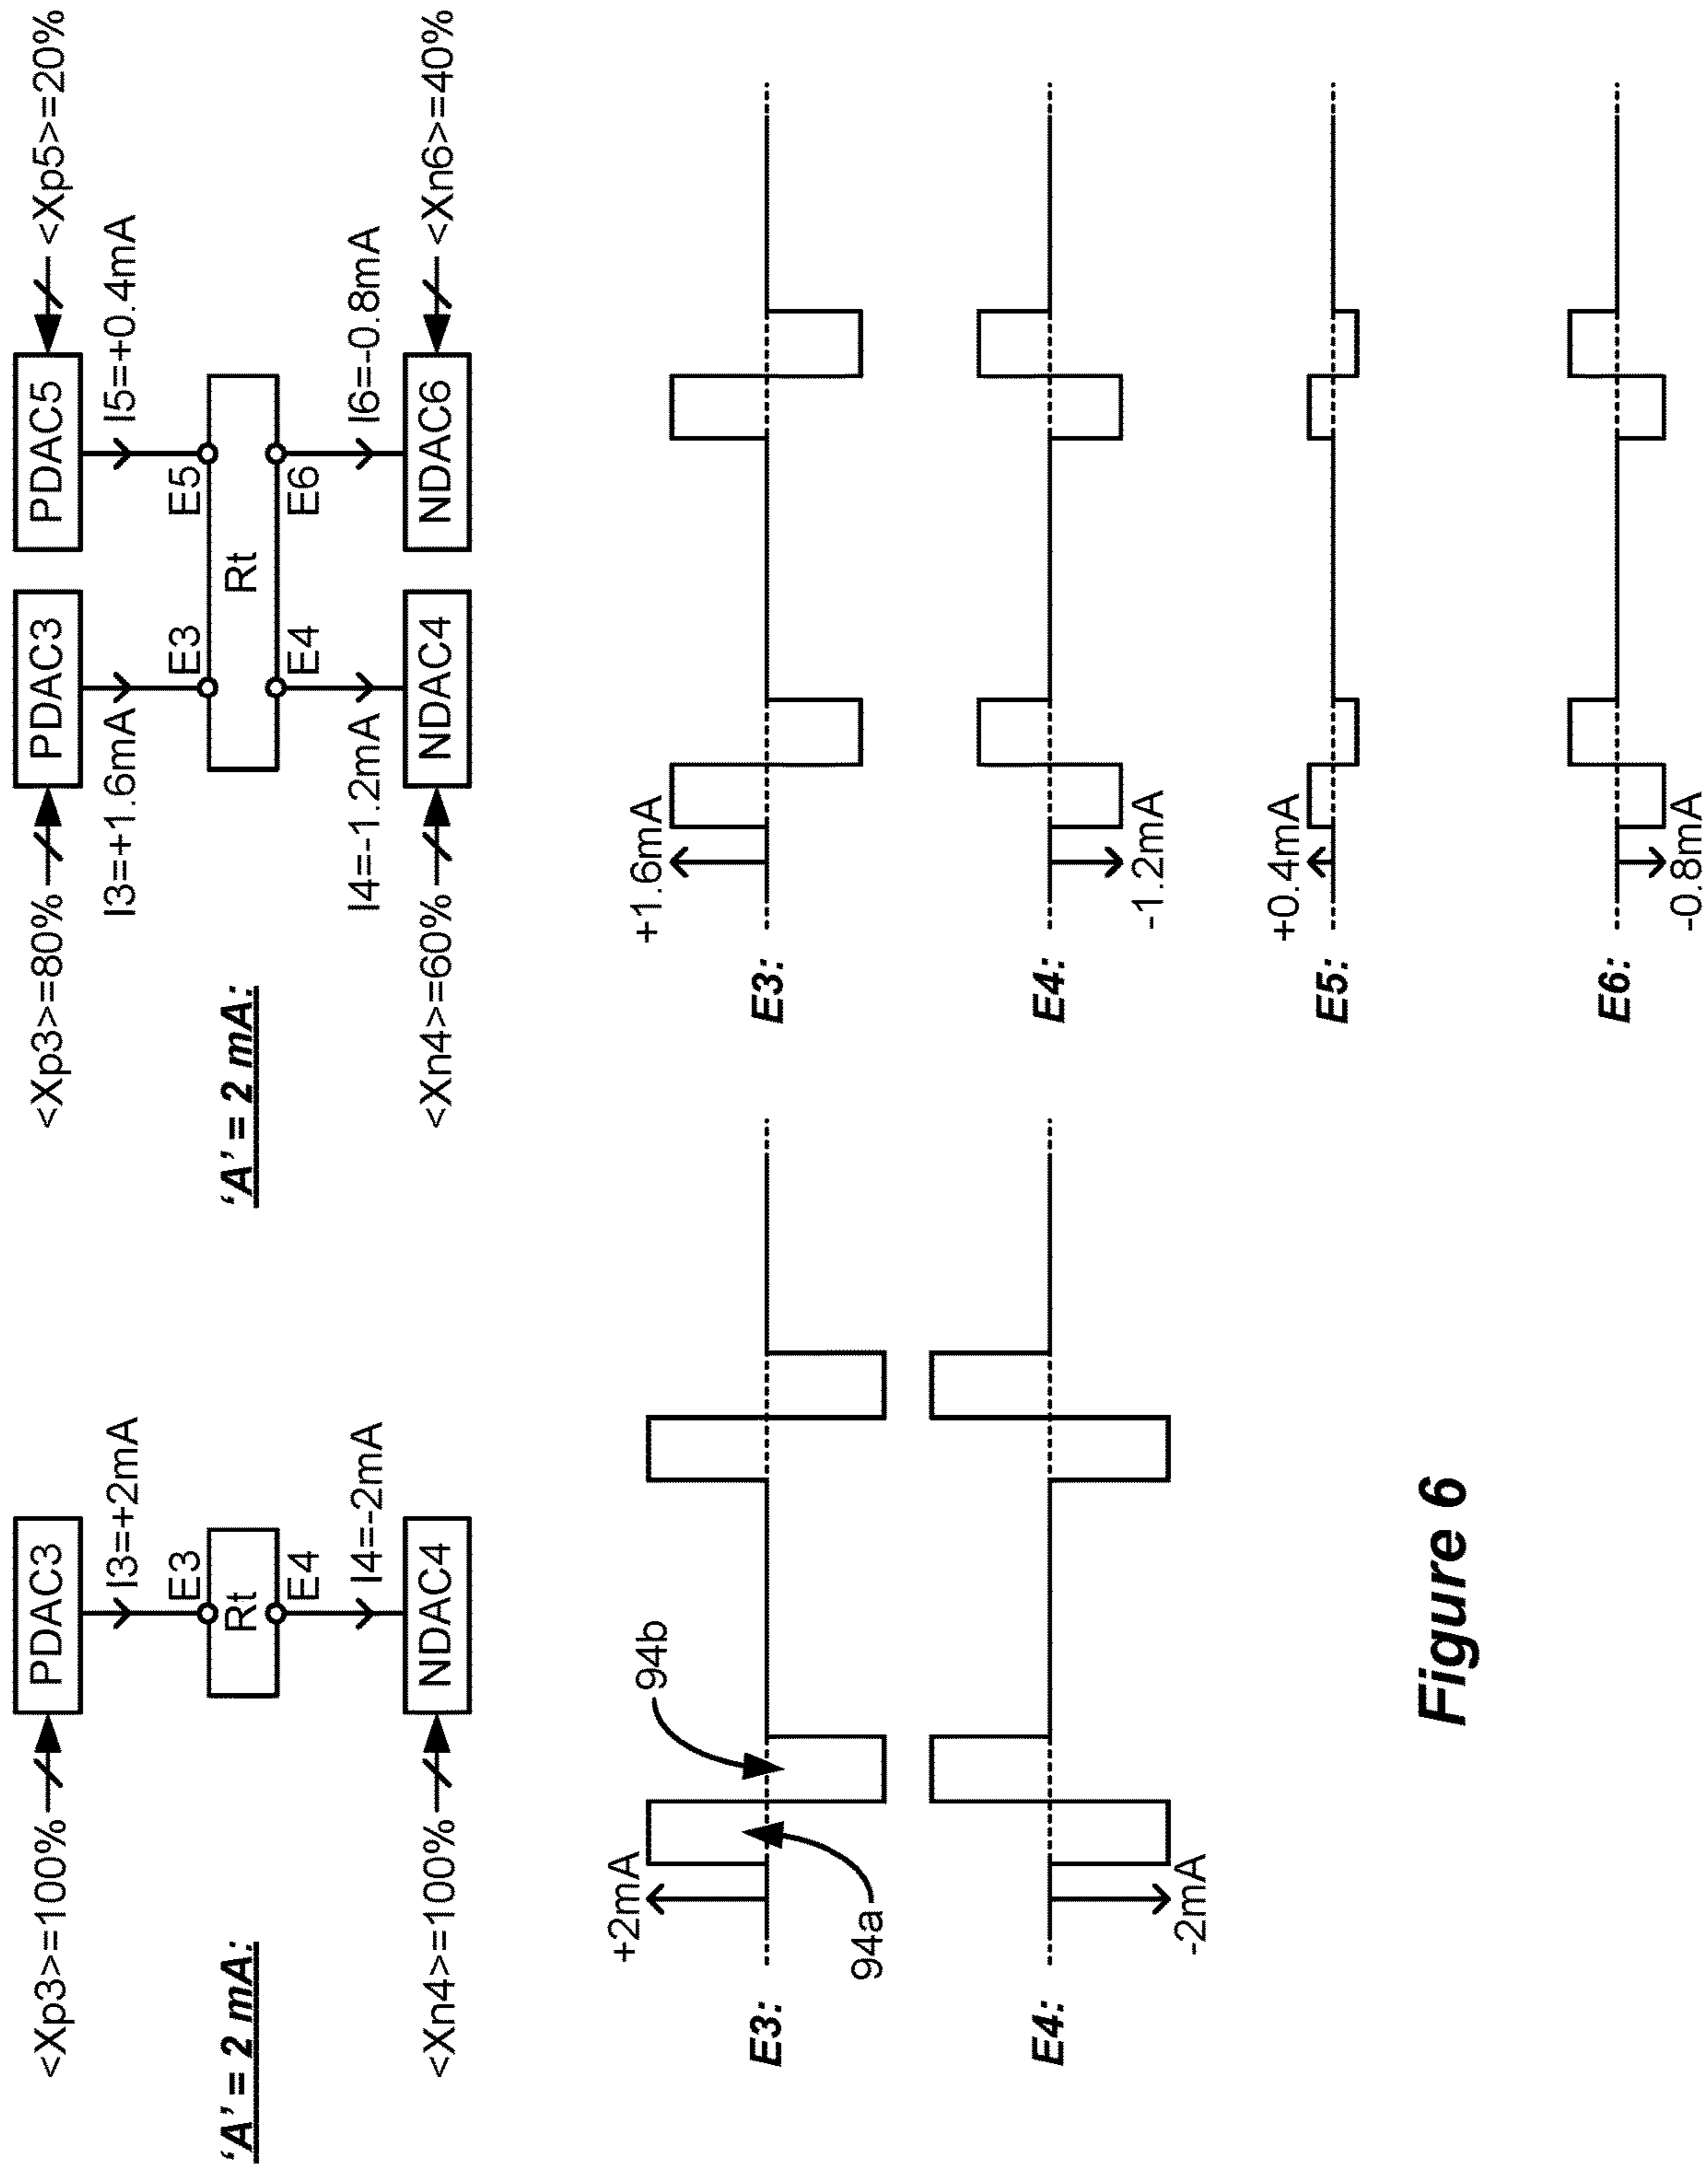 <Xp3>=100%
PDAC3
I3=+2mA
E3
'A' = 2 mA:
Rt
E4
I4=-2mA
<Xn4>=100%
NDAC4
+2mA
94b
E3:
94a
E4:
-2mA
<Xp3>=80%
PDAC3
PDAC5
<Xp5>=20%
I3=+1.6mA
I5=+0.4mA
E3
E5
'A' = 2 mA:
Rt
E4
E6
I4=-1.2mA
I6=-0.8mA
<Xn4>=60%
NDAC4
NDAC6
<Xn6>=40%
+1.6mA
E3:
E4:
-1.2mA
+0.4mA
E5:
E6:
-0.8mA
Figure 6